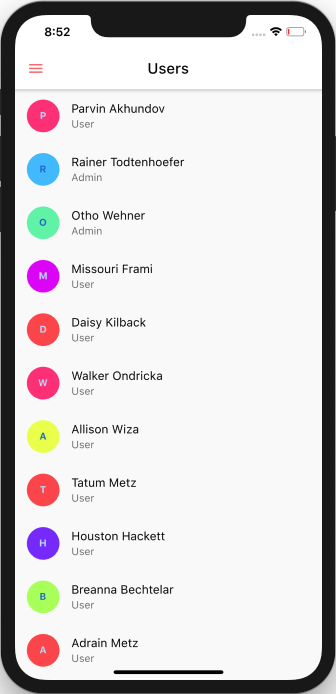 8:52
Users
P
Parvin Akhundov
User
R
Rainer Todtenhoefer
Admin
O
Otho Wehner
Admin
M
Missouri Frami
User
D
Daisy Kilback
User
W
Walker Ondricka
User
A
Allison Wiza
User
T
Tatum Metz
User
H
Houston Hackett
User
B
Breanna Bechtelar
User
A
Adrain Metz
User